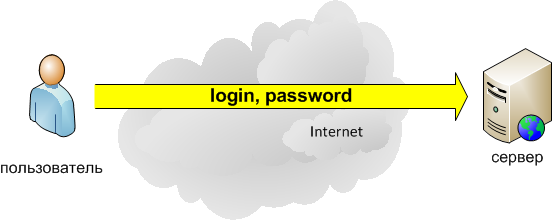 login, password
Internet
пользователь
сервер